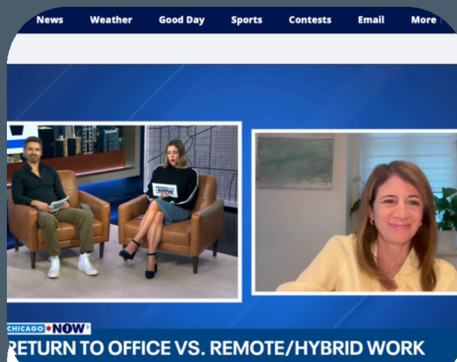 News Weather Good Day Sports Contests Email More
NOW
CHICAGO NOW
RETURN TO OFFICE VS. REMOTE/HYBRID WORK